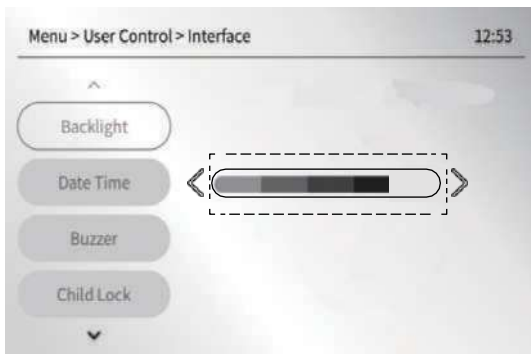 Menu > User Control > Interface
12:53
Backlight
Date Time
Buzzer
Child Lock